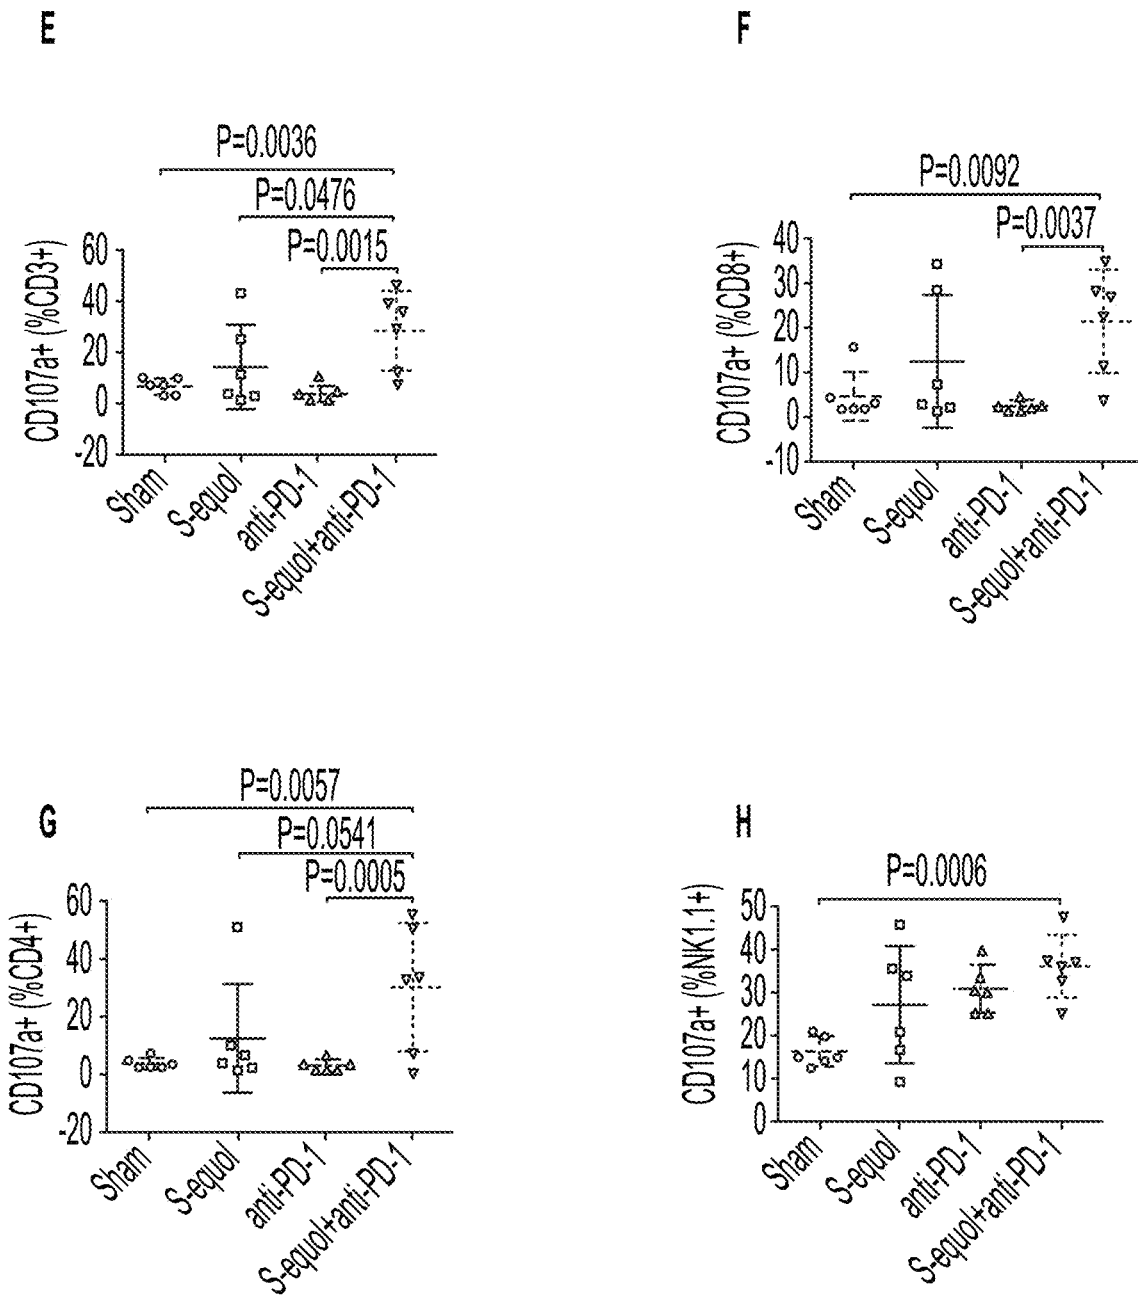 E
P=0.0036
P=0.0476
P=0.0015
CD107a+ (%CD3+)
60
40
20
0
-20
Sham
S-equol
anti-PD-1
S-equol+anti-PD-1
F
P=0.0092
P=0.0037
CD107a+ (%CD8+)
40
30
20
10
0
-10
Sham
S-equol
anti-PD-1
S-equol+anti-PD-1
G
P=0.0057
P=0.0541
P=0.0005
CD107a+ (%CD4+)
60
40
20
0
-20
Sham
S-equol
anti-PD-1
S-equol+anti-PD-1
H
P=0.0006
CD107a+ (%NK1.1+)
50
40
30
20
10
0
Sham
S-equol
anti-PD-1
S-equol+anti-PD-1